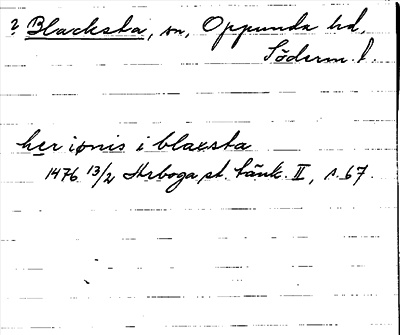 ? Blacksta, sn, Oppunda hd,
Söderm. l.
her ionis i blaxsta
1476 13/2 Arboga st. tänk. II, s. 67.